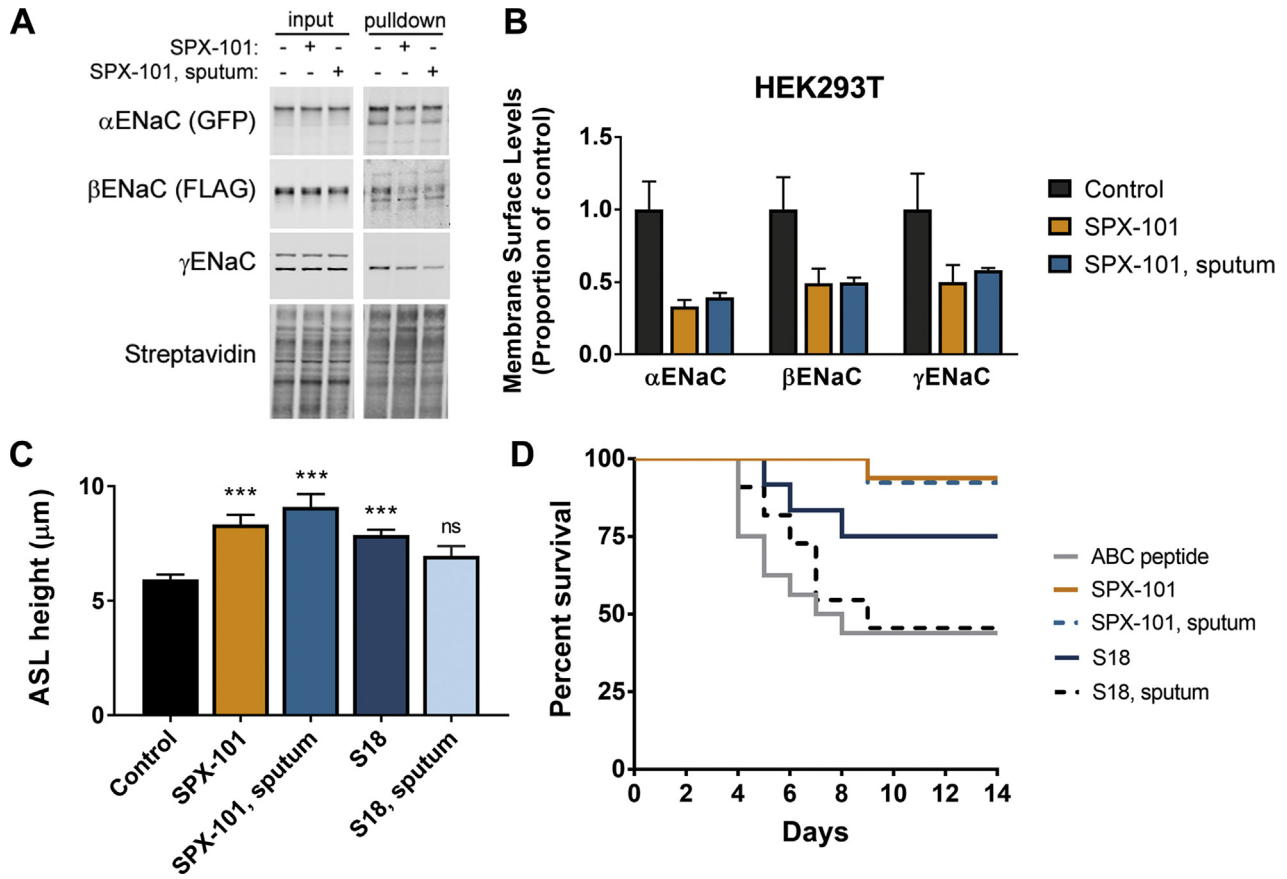 A
input pulldown
SPX-101: - + - - + -
SPX-101, sputum: - - + - - +
αENaC (GFP)
βENaC (FLAG)
γENaC
Streptavidin
B
HEK293T
Membrane Surface Levels
(Proportion of control)
1.5
1.0
0.5
0.0
αENaC βENaC γENaC
Control
SPX-101
SPX-101, sputum
C
ASL height (μm)
10
5
0
***
***
***
ns
Control
SPX-101
SPX-101, sputum
S18
S18, sputum
D
Percent survival
100
75
50
25
0
0 2 4 6 8 10 12 14
Days
ABC peptide
SPX-101
SPX-101, sputum
S18
S18, sputum